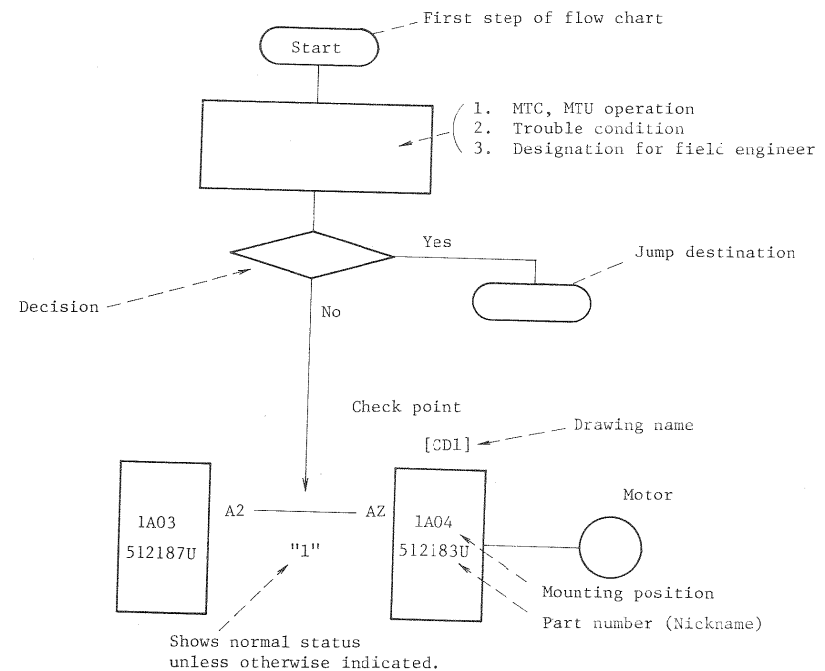 First step of flow chart
Start
1. MTC, MTU operation
2. Trouble condition
3. Designation for field engineer
Yes
Jump destination
Decision
No
Check point
Drawing name
[CD1]
Motor
A2
AZ
1A03
1A04
512187U
"1"
512183U
Mounting position
Part number (Nickname)
Shows normal status
unless otherwise indicated.